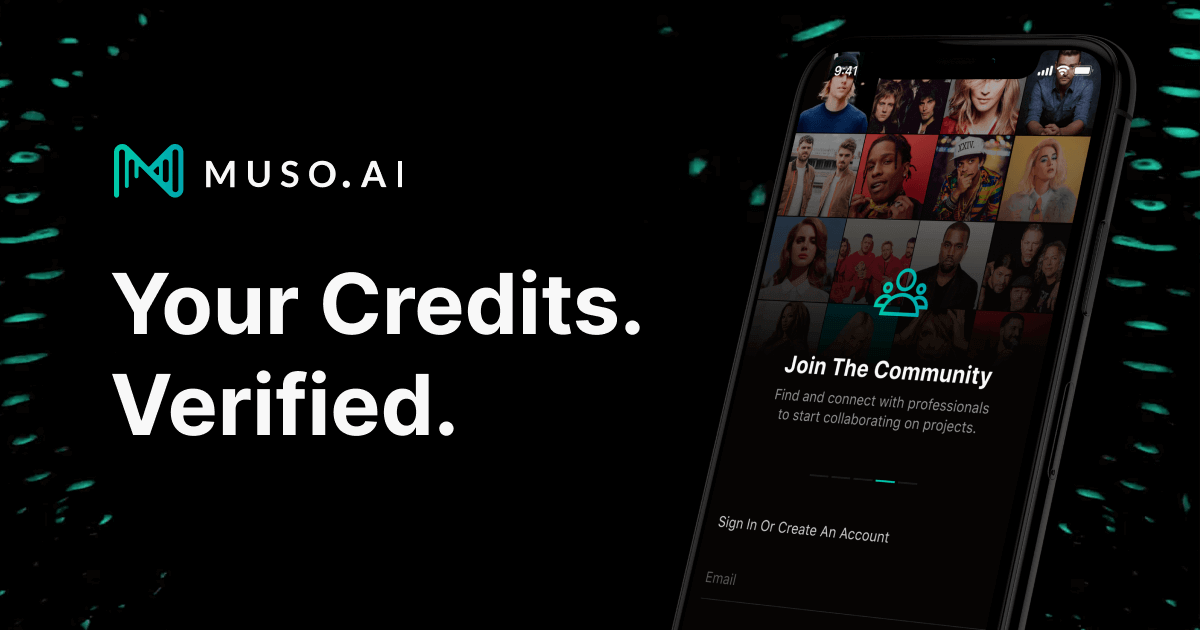 MUSO.AI
Your Credits.
Verified.
9:41
XXIV
Join The Community
Find and connect with professionals
to start collaborating on projects.
Sign In Or Create An Account
Email